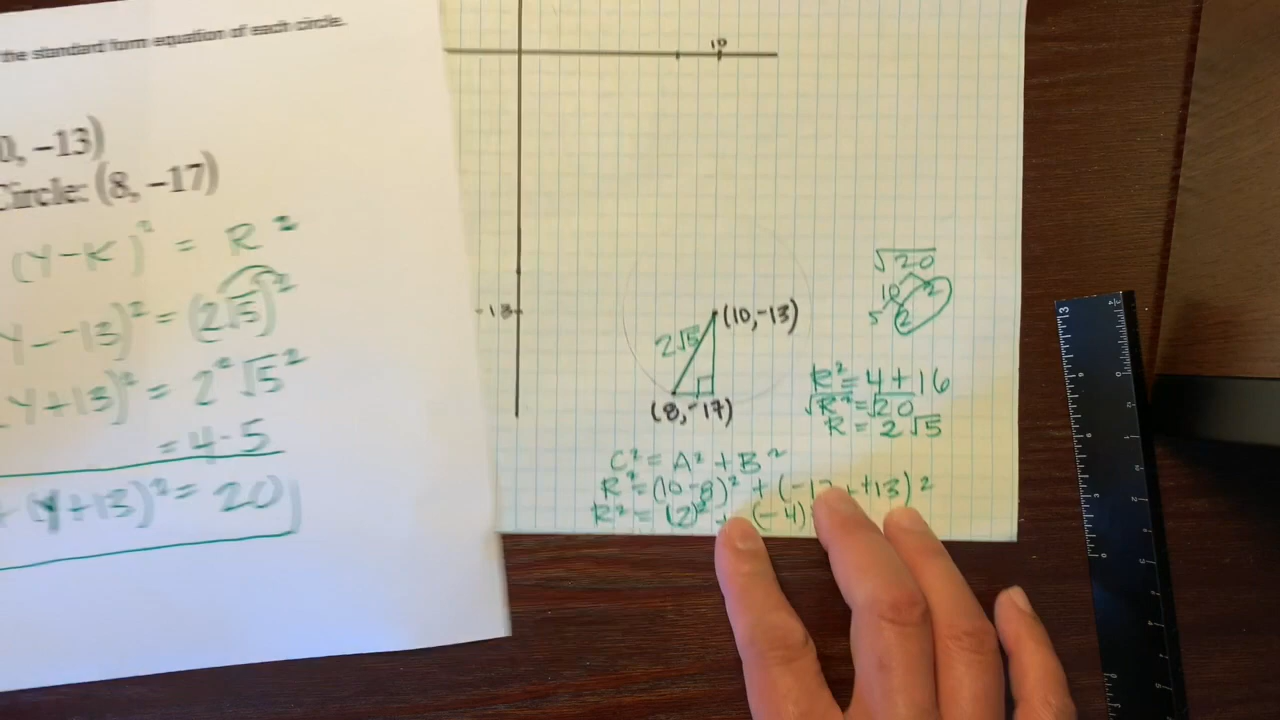 the standard form equation of each circle.
0, −13)
Circle: (8, −17)
(Y-K)² = R²
Y--13)² = (2√5)²
Y+13)² = 2²√5²
= 4·5
+ (Y+13)² = 20
10
-13
(10,-13)
2√5
(8,-17)
√20
10 2
5 2
R² = 4+16
√R² = √20
R = 2√5
C² = A² + B²
R² = (10-8)² + (-17++13)²
R² = (2)² + (-4)